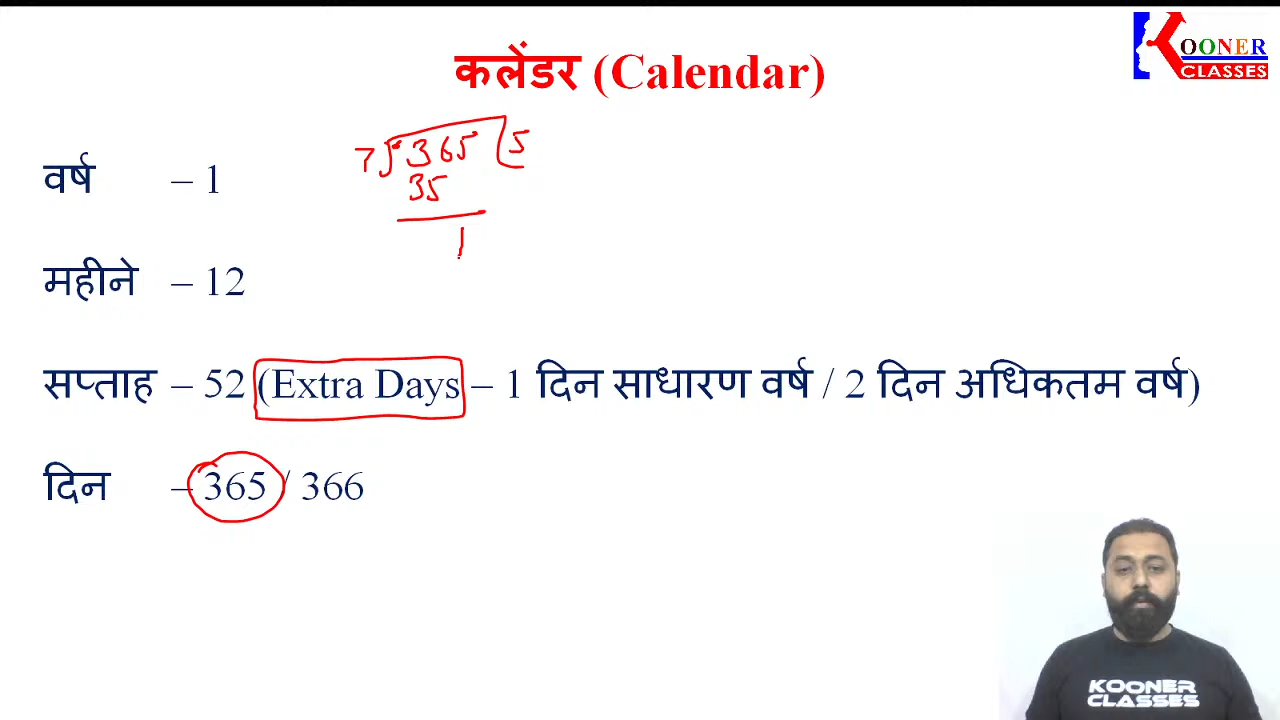 कलेंडर (Calendar)
KOONER
CLASSES
7 365 5
35
1
वर्ष – 1
महीने – 12
सप्ताह – 52 (Extra Days – 1 दिन साधारण वर्ष / 2 दिन अधिकतम वर्ष)
दिन – 365 / 366
KOONER
CLASSES